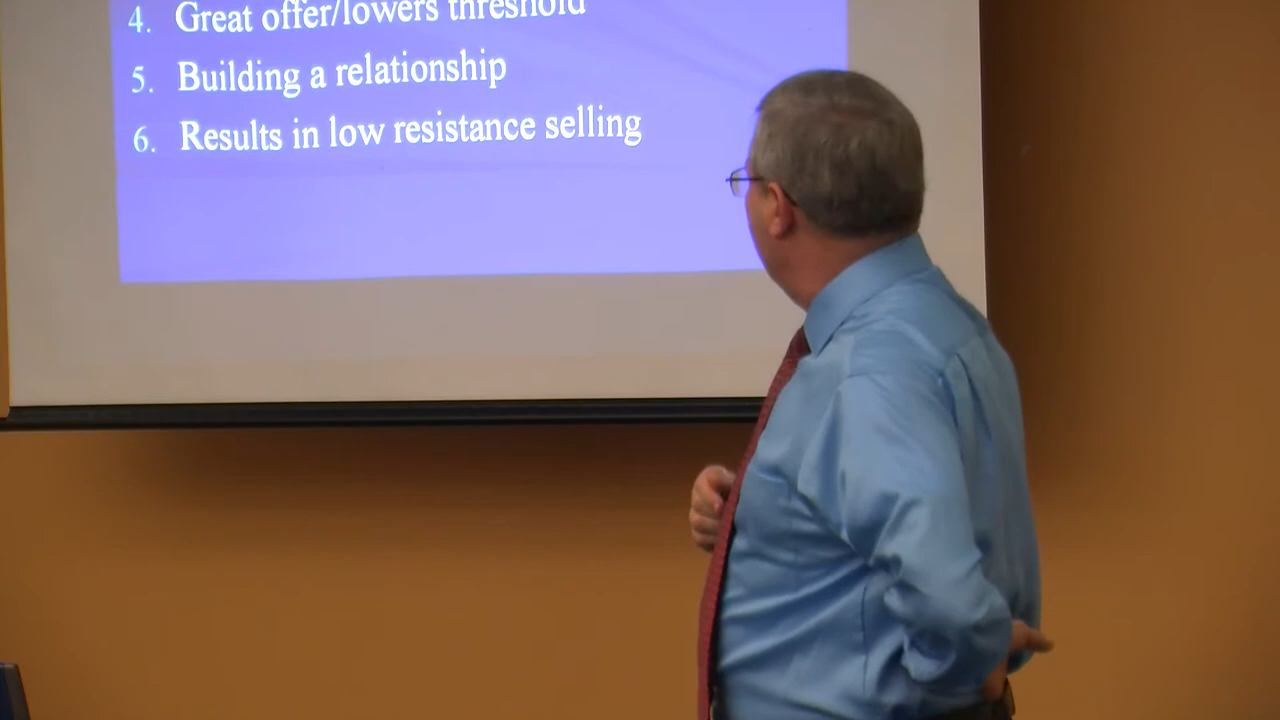 4. Great offer/lowers threshold
5. Building a relationship
6. Results in low resistance selling